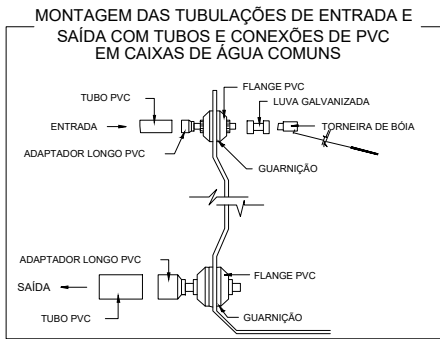 MONTAGEM DAS TUBULAÇÕES DE ENTRADA E
SAÍDA COM TUBOS E CONEXÕES DE PVC
EM CAIXAS DE ÁGUA COMUNS
FLANGE PVC
TUBO PVC
LUVA GALVANIZADA
ENTRADA
TORNEIRA DE BÓIA
ADAPTADOR LONGO PVC
GUARNIÇÃO
ADAPTADOR LONGO PVC
FLANGE PVC
SAÍDA
GUARNIÇÃO
TUBO PVC